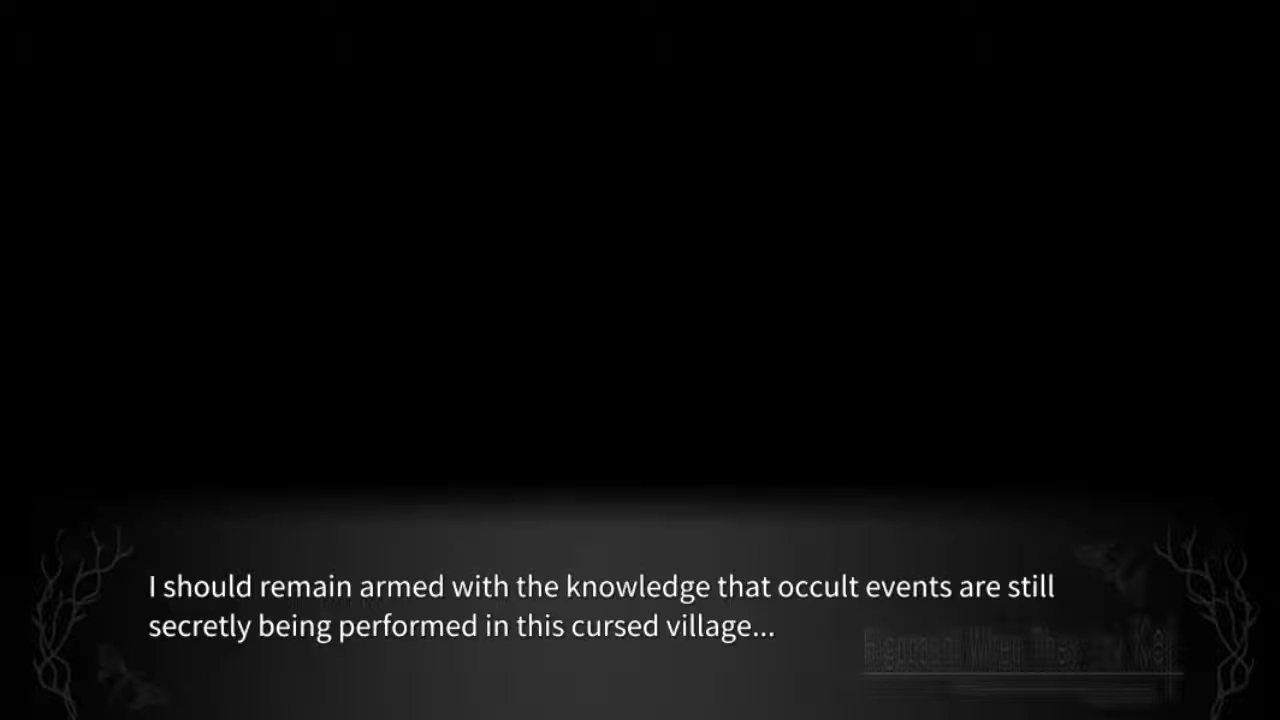 I should remain armed with the knowledge that occult events are still
secretly being performed in this cursed village...